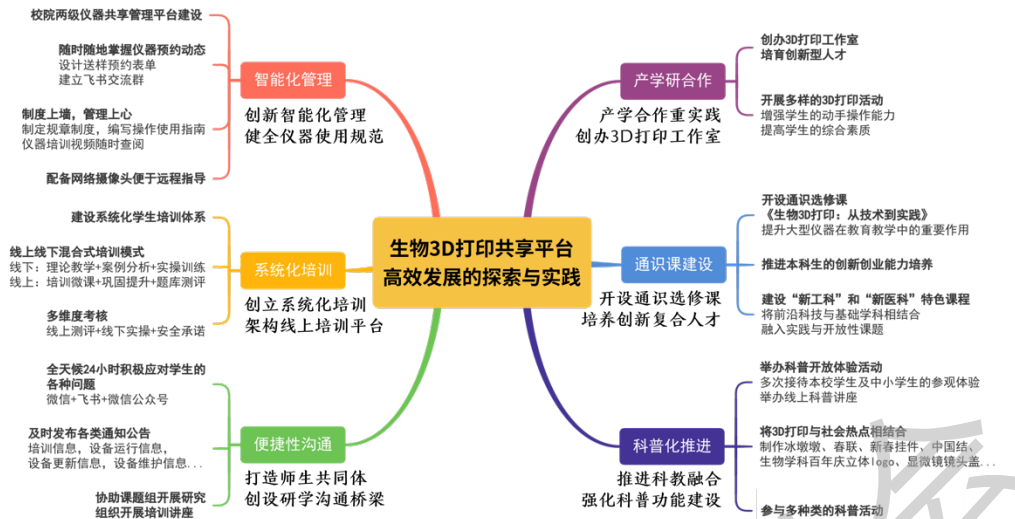 生物3D打印共享平台
高效发展的探索与实践
智能化管理
创新智能化管理
健全仪器使用规范
校院两级仪器共享管理平台建设
随时随地掌握仪器预约动态
设计送样预约表单
建立飞书交流群
制度上墙，管理上心
制定规章制度，编写操作使用指南
仪器培训视频随时查阅
配备网络摄像头便于远程指导
系统化培训
创立系统化培训
架构线上培训平台
建设系统化学生培训体系
线上线下混合式培训模式
线下：理论教学+案例分析+实操训练
线上：培训微课+巩固提升+题库测评
多维度考核
线上测评+线下实操+安全承诺
便捷性沟通
打造师生共同体
创设研学沟通桥梁
全天候24小时积极应对学生的
各种问题
微信+飞书+微信公众号
及时发布各类通知公告
培训信息，设备运行信息，
设备更新信息，设备维护信息...
协助课题组开展研究
组织开展培训讲座
产学研合作
产学合作重实践
创办3D打印工作室
创办3D打印工作室
培育创新型人才
开展多样的3D打印活动
增强学生的动手操作能力
提高学生的综合素质
通识课建设
开设通识选修课
培养创新复合人才
开设通识选修课
《生物3D打印：从技术到实践》
提升大型仪器在教育教学中的重要作用
推进本科生的创新创业能力培养
建设“新工科”和“新医科”特色课程
将前沿科技与基础学科相结合
融入实践与开放性课题
科普化推进
推进科教融合
强化科普功能建设
举办科普开放体验活动
多次接待本校学生及中小学生的参观体验
举办线上科普讲座
将3D打印与社会热点相结合
制作冰墩墩、春联、新春挂件、中国结、
生物学科百年庆立体logo、显微镜镜头盖...
参与多种类的科普活动